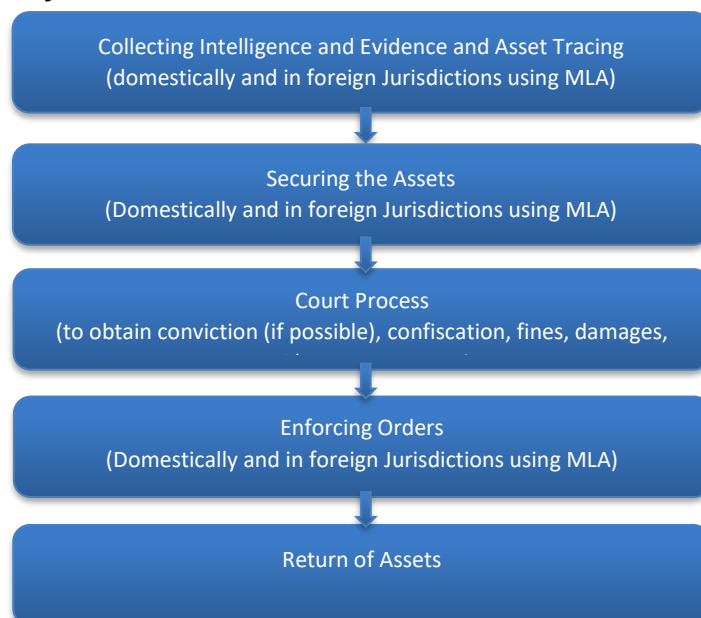 Collecting Intelligence and Evidence and Asset Tracing
(domestically and in foreign Jurisdictions using MLA)
Securing the Assets
(Domestically and in foreign Jurisdictions using MLA)
Court Process
(to obtain conviction (if possible), confiscation, fines, damages,
Enforcing Orders
(Domestically and in foreign Jurisdictions using MLA)
Return of Assets